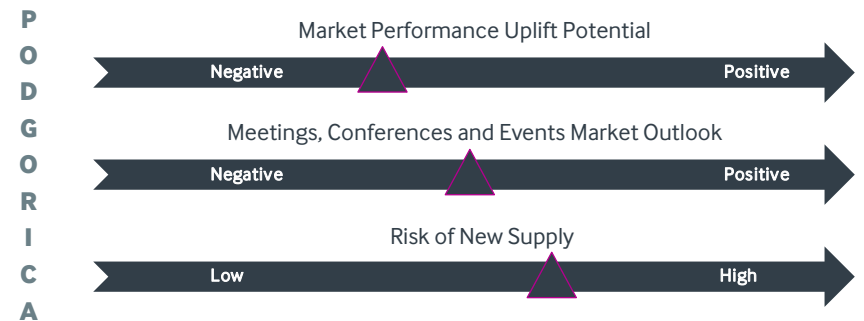 PODGORICA
Market Performance Uplift Potential
Negative Positive
Meetings, Conferences and Events Market Outlook
Negative Positive
Risk of New Supply
Low High